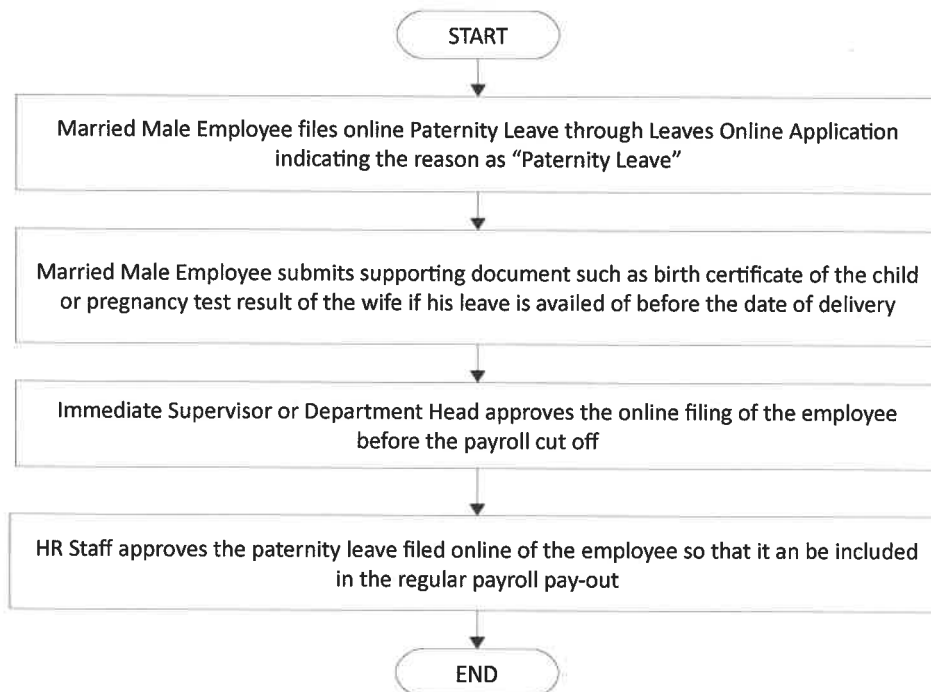 START
Married Male Employee files online Paternity Leave through Leaves Online Application
indicating the reason as “Paternity Leave”
Married Male Employee submits supporting document such as birth certificate of the child
or pregnancy test result of the wife if his leave is availed of before the date of delivery
Immediate Supervisor or Department Head approves the online filing of the employee
before the payroll cut off
HR Staff approves the paternity leave filed online of the employee so that it an be included
in the regular payroll pay-out
END